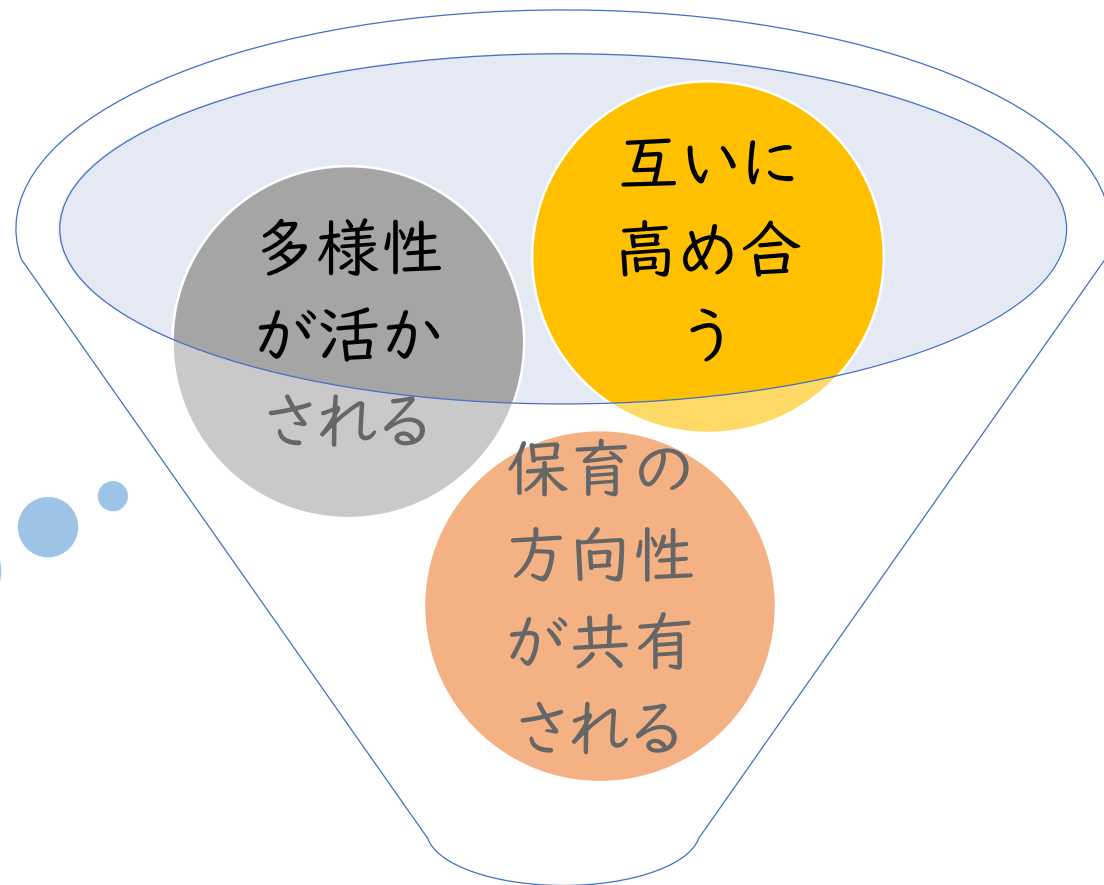 多様性
が活か
される
互いに
高め合
う
保育の
方向性
が共有
される